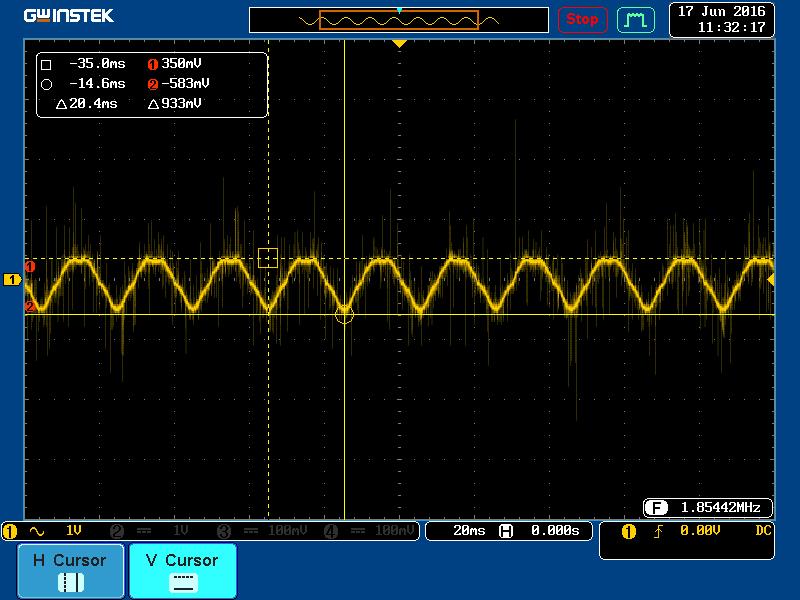 GWINSTEK
Stop
17 Jun 2016
11:32:17
-35.0ms 1 350mV
-14.6ms 2 -583mV
△20.4ms △933mV
1
2
1
F 1.85442MHz
1 1V 2 1V 3 100mV 4 100mV
20ms H 0.000s
1 0.00V DC
H Cursor
V Cursor